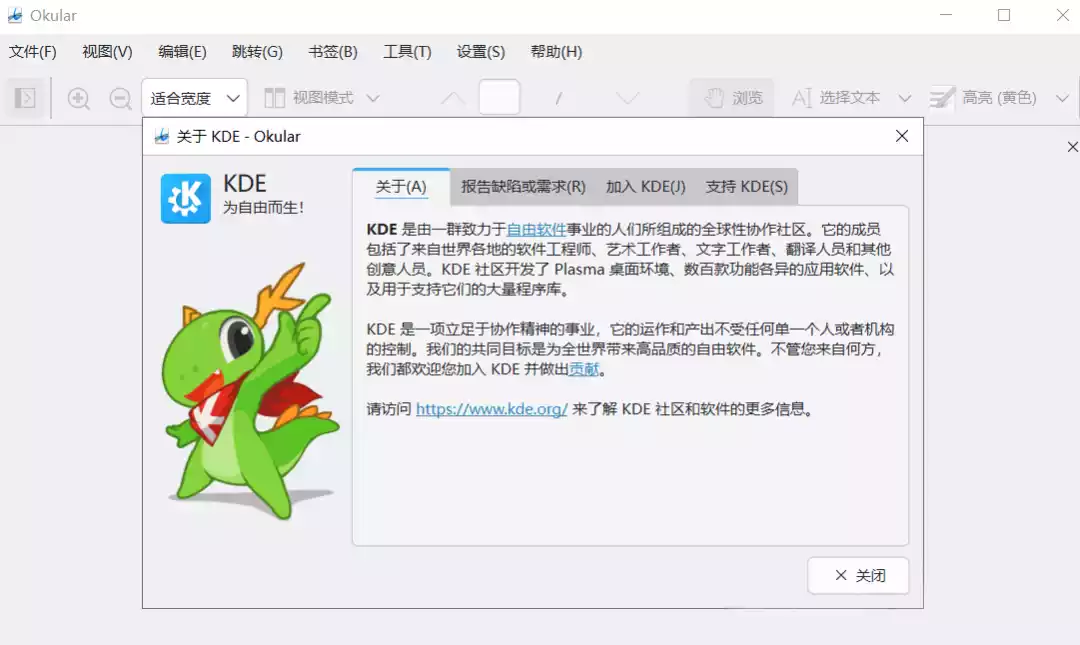 Okular
文件(F) 视图(V) 编辑(E) 跳转(G) 书签(B) 工具(T) 设置(S) 帮助(H)
适合宽度 视图模式 / 浏览 选择文本 高亮 (黄色)
关于 KDE - Okular
KDE
为自由而生!
关于(A) 报告缺陷或需求(R) 加入 KDE(J) 支持 KDE(S)
KDE 是由一群致力于自由软件事业的人们所组成的全球性协作社区。它的成员
包括了来自世界各地的软件工程师、艺术工作者、文字工作者、翻译人员和其他
创意人员。KDE 社区开发了 Plasma 桌面环境、数百款功能各异的应用软件、以
及用于支持它们的大量程序库。
KDE 是一项立足于协作精神的事业，它的运作和产出不受任何单一个人或者机构
的控制。我们的共同目标是为全世界带来高品质的自由软件。不管您来自何方，
我们都欢迎您加入 KDE 并做出贡献。
请访问 https://www.kde.org/ 来了解 KDE 社区和软件的更多信息。
关闭